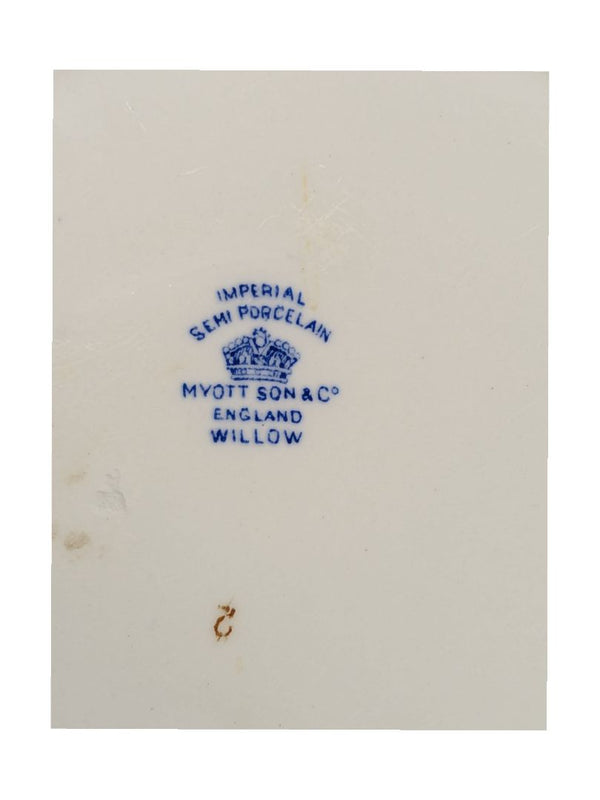 IMPERIAL
SEMI PORCELAIN
MYOTT SON & Cº
ENGLAND
WILLOW